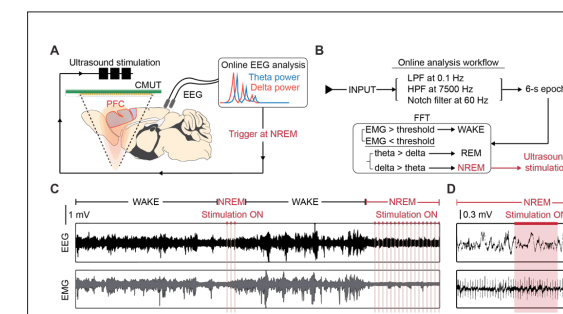 A
Ultrasound stimulation
CMUT
PFC
EEG
Online EEG analysis
Theta power
Delta power
Trigger at NREM
B
Online analysis workflow
INPUT
LPF at 0.1 Hz
HPF at 7500 Hz
Notch filter at 60 Hz
6-s epoch
FFT
EMG > threshold
WAKE
EMG < threshold
theta > delta
REM
delta > theta
NREM
Ultrasoun
stimulatio
C
WAKE
NREM
WAKE
NREM
1 mV
Stimulation ON
Stimulation ON
EEG
EMG
D
NREM
0.3 mV
Stimulation ON